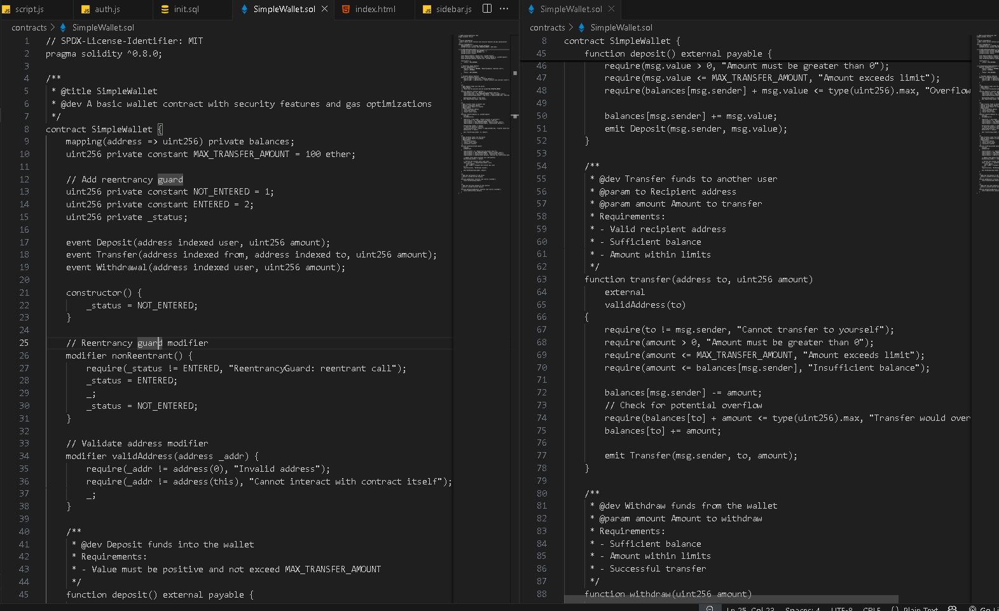 script.js
auth.js
init.sql
SimpleWallet.sol
index.html
sidebar.js
contracts > SimpleWallet.sol
1 // SPDX-License-Identifier: MIT
2 pragma solidity ^0.8.0;
3
4 /**
5 * @title SimpleWallet
6 * @dev A basic wallet contract with security features and gas optimizations
7 */
8 contract SimpleWallet {
9 mapping(address => uint256) private balances;
10 uint256 private constant MAX_TRANSFER_AMOUNT = 100 ether;
11
12 // Add reentrancy guard
13 uint256 private constant NOT_ENTERED = 1;
14 uint256 private constant ENTERED = 2;
15 uint256 private _status;
16
17 event Deposit(address indexed user, uint256 amount);
18 event Transfer(address indexed from, address indexed to, uint256 amount);
19 event Withdrawal(address indexed user, uint256 amount);
20
21 constructor() {
22 _status = NOT_ENTERED;
23 }
24
25 // Reentrancy guard modifier
26 modifier nonReentrant() {
27 require(_status != ENTERED, "ReentrancyGuard: reentrant call");
28 _status = ENTERED;
29 _;
30 _status = NOT_ENTERED;
31 }
32
33 // Validate address modifier
34 modifier validAddress(address _addr) {
35 require(_addr != address(0), "Invalid address");
36 require(_addr != address(this), "Cannot interact with contract itself");
37 _;
38 }
39
40 /**
41 * @dev Deposit funds into the wallet
42 * Requirements:
43 * - Value must be positive and not exceed MAX_TRANSFER_AMOUNT
44 */
45 function deposit() external payable {
SimpleWallet.sol
contracts > SimpleWallet.sol
8 contract SimpleWallet {
45 function deposit() external payable {
46 require(msg.value > 0, "Amount must be greater than 0");
47 require(msg.value <= MAX_TRANSFER_AMOUNT, "Amount exceeds limit");
48 require(balances[msg.sender] + msg.value <= type(uint256).max, "Overflow
49
50 balances[msg.sender] += msg.value;
51 emit Deposit(msg.sender, msg.value);
52 }
53
54 /**
55 * @dev Transfer funds to another user
56 * @param to Recipient address
57 * @param amount Amount to transfer
58 * Requirements:
59 * - Valid recipient address
60 * - Sufficient balance
61 * - Amount within limits
62 */
63 function transfer(address to, uint256 amount)
64 external
65 validAddress(to)
66 {
67 require(to != msg.sender, "Cannot transfer to yourself");
68 require(amount > 0, "Amount must be greater than 0");
69 require(amount <= MAX_TRANSFER_AMOUNT, "Amount exceeds limit");
70 require(amount <= balances[msg.sender], "Insufficient balance");
71
72 balances[msg.sender] -= amount;
73 // Check for potential overflow
74 require(balances[to] + amount <= type(uint256).max, "Transfer would over
75 balances[to] += amount;
76
77 emit Transfer(msg.sender, to, amount);
78 }
79
80 /**
81 * @dev Withdraw funds from the wallet
82 * @param amount Amount to withdraw
83 * Requirements:
84 * - Sufficient balance
85 * - Amount within limits
86 * - Successful transfer
87 */
88 function withdraw(uint256 amount)
Ln 25, Col 23 Spaces: 4 UTF-8 CRLF {} Plain Text Go Li